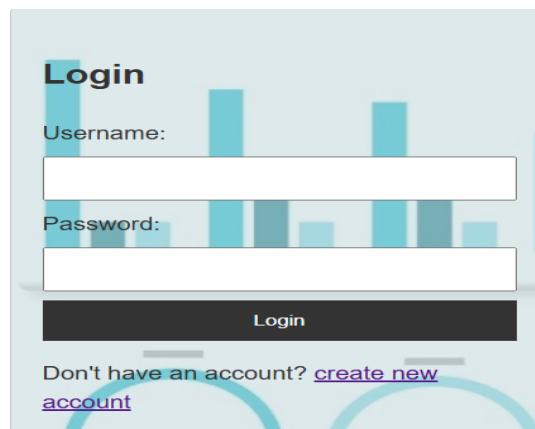 Login
Username:
Password:
Login
Don't have an account? create new
account